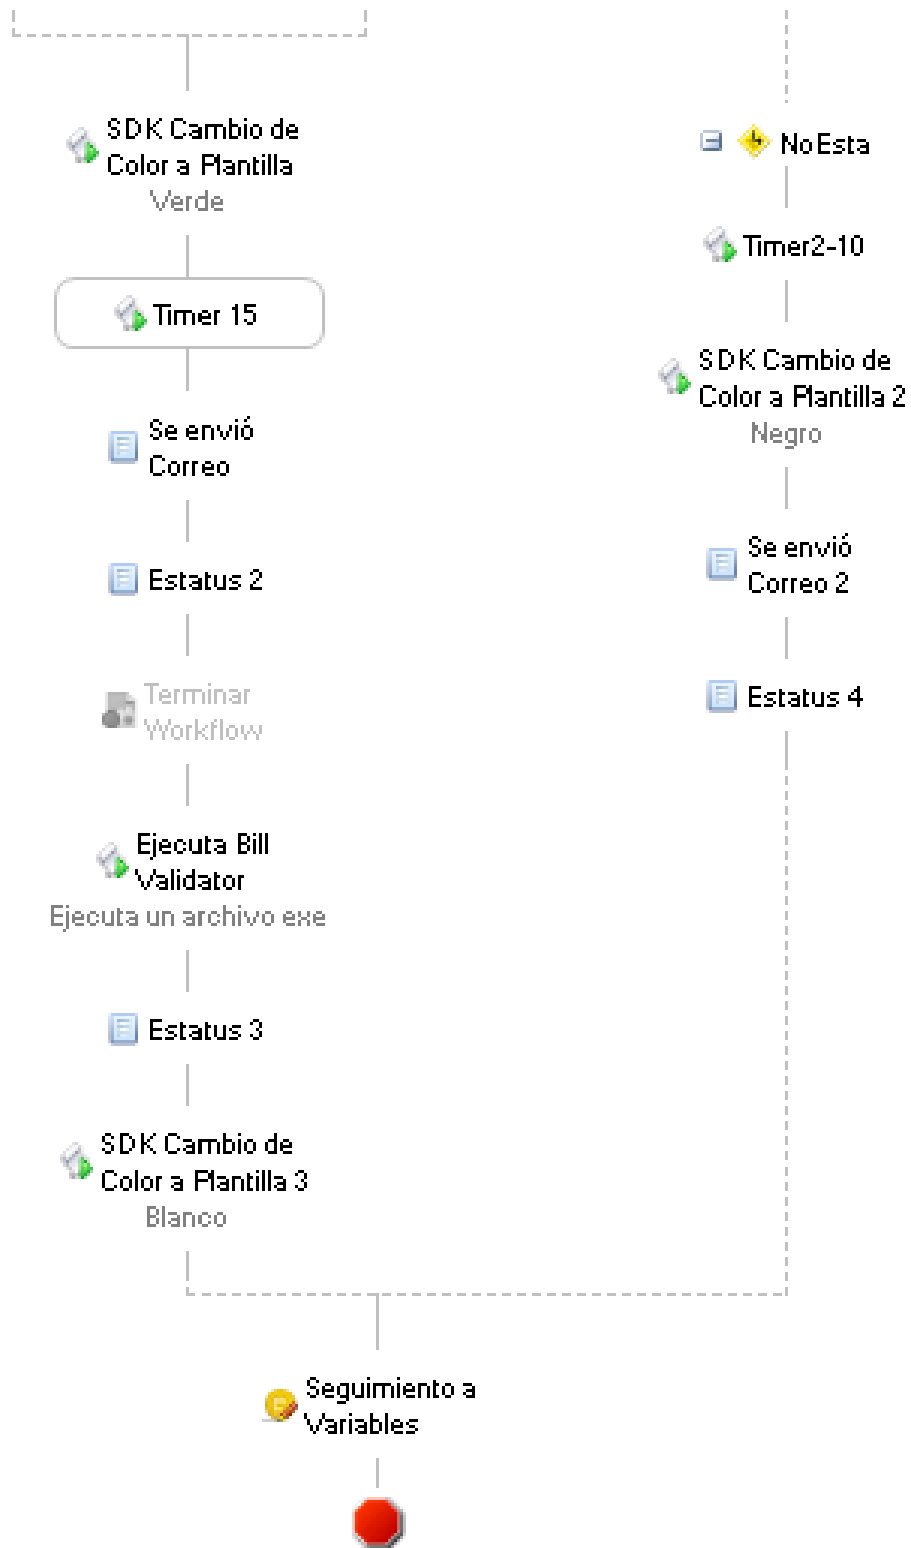 SDK Cambio de
Color a Plantilla
Verde
Timer 15
Se envió
Correo
Estatus 2
Terminar
Workflow
Ejecuta Bill
Validator
Ejecuta un archivo exe
Estatus 3
SDK Cambio de
Color a Plantilla 3
Blanco
No Esta
Timer2-10
SDK Cambio de
Color a Plantilla 2
Negro
Se envió
Correo 2
Estatus 4
Seguimiento a
Variables